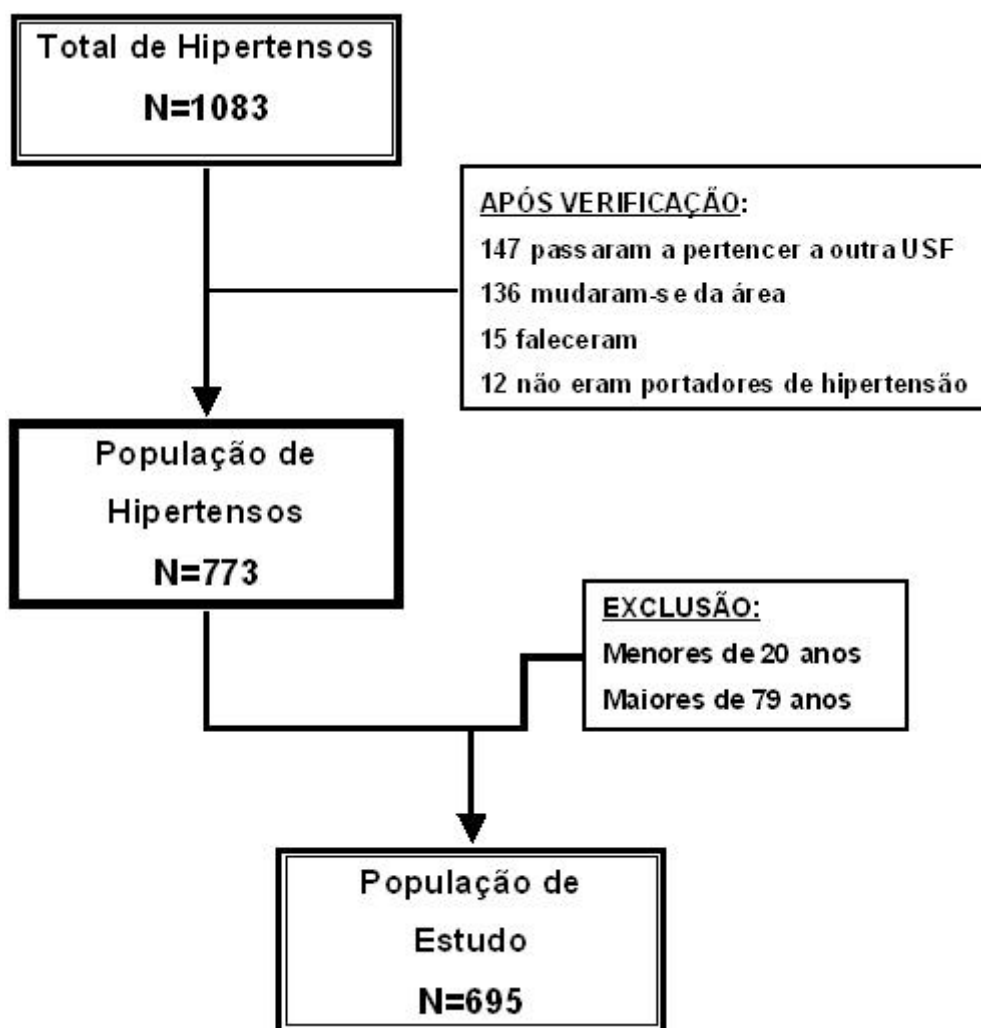 Total de Hipertensos
N=1083
APÓS VERIFICAÇÃO:
147 passaram a pertencer a outra USF
136 mudaram-se da área
15 faleceram
12 não eram portadores de hipertensão
População de
Hipertensos
N=773
EXCLUSÃO:
Menores de 20 anos
Maiores de 79 anos
População de
Estudo
N=695